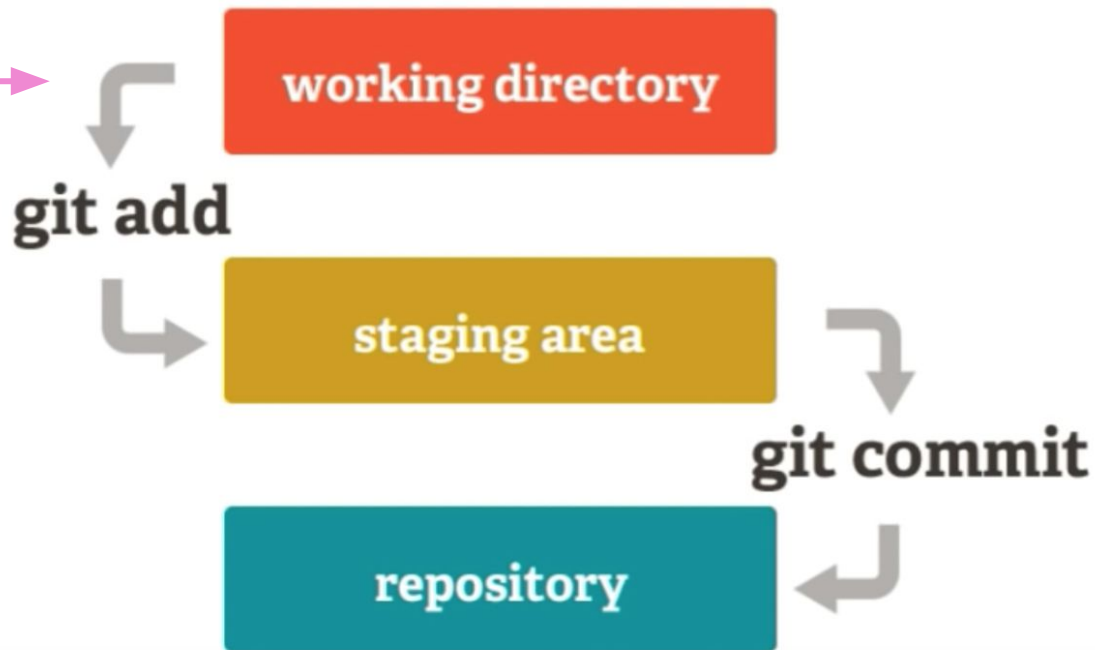 working directory
git add
staging area
git commit
repository